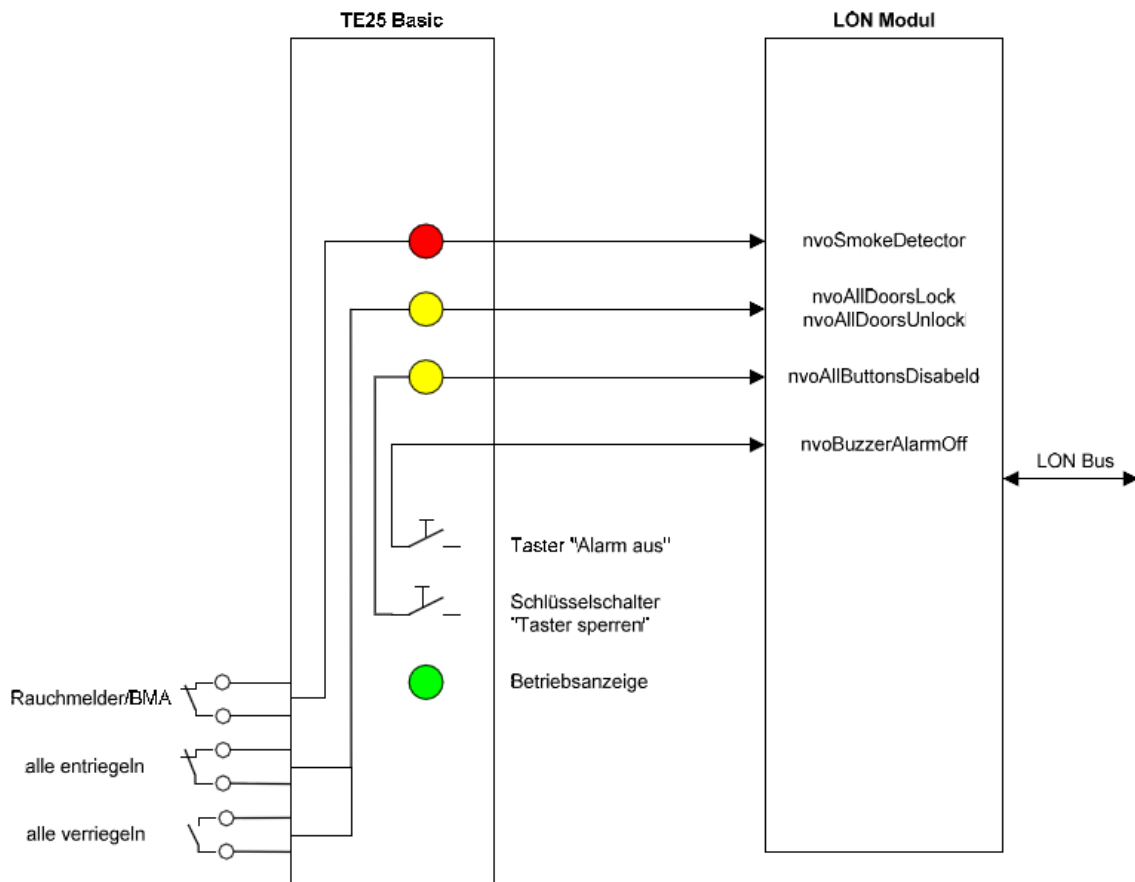 TE25 Basic
LON Modul
nvoSmokeDetector
nvoAllDoorsLock
nvoAllDoorsUnlock
nvoAllButtonsDisabeld
nvoBuzzerAlarmOff
LON Bus
Taster "Alarm aus"
Schlüsselschalter
"Taster sperren"
Betriebsanzeige
Rauchmelder/BMA
alle entriegeln
alle verriegeln